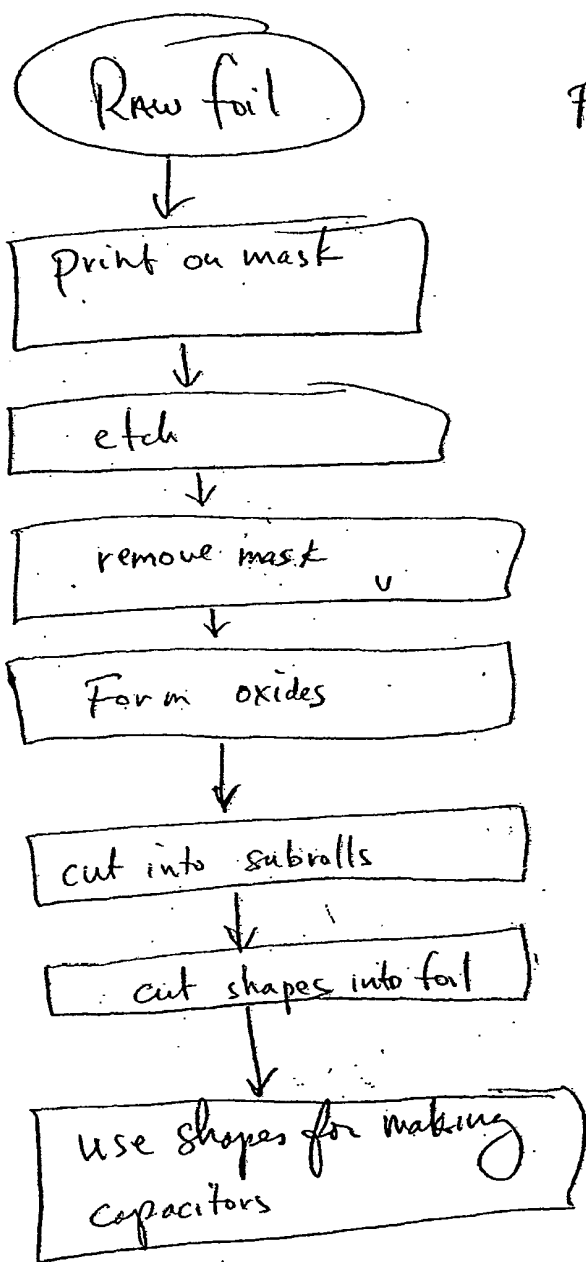 Raw foil
print on mask
etch
remove mask
Form oxides
cut into subrolls
cut shapes into foil
use shapes for making
capacitors